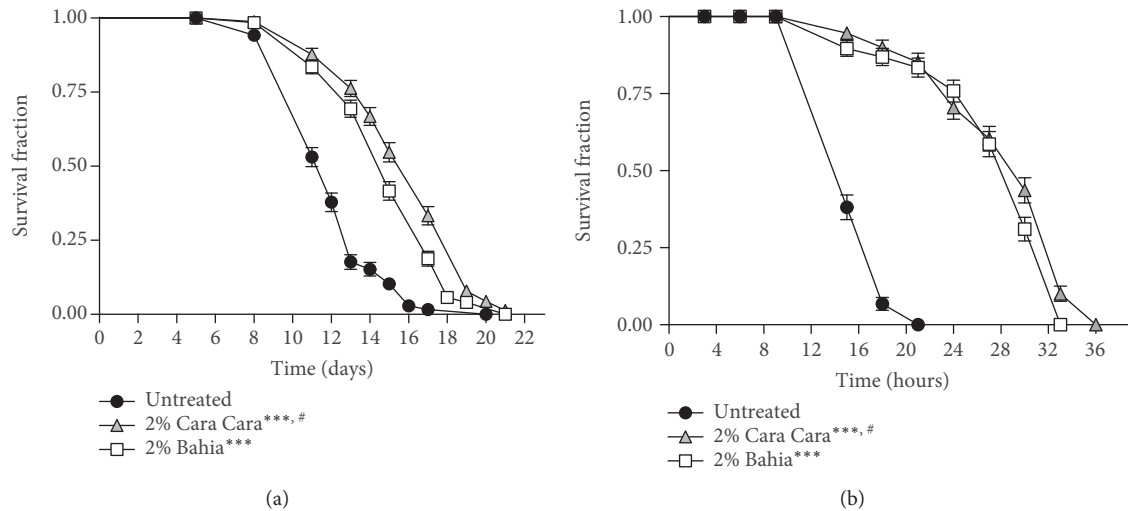 1.00
0.75
0.50
0.25
0.00
Survival fraction
0 2 4 6 8 10 12 14 16 18 20 22
Time (days)
Untreated
2% Cara Cara***, #
2% Bahia***
(a)
1.00
0.75
0.50
0.25
0.00
Survival fraction
0 4 8 12 16 20 24 28 32 36
Time (hours)
Untreated
2% Cara Cara***, #
2% Bahia***
(b)